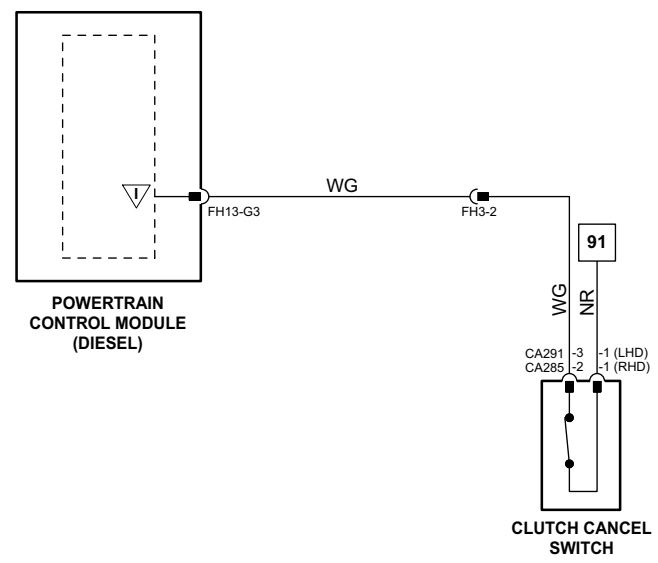 I
WG
FH13-G3
FH3-2
91
POWERTRAIN
CONTROL MODULE
(DIESEL)
WG
NR
CA291 -3 -1 (LHD)
CA285 -2 -1 (RHD)
CLUTCH CANCEL
SWITCH